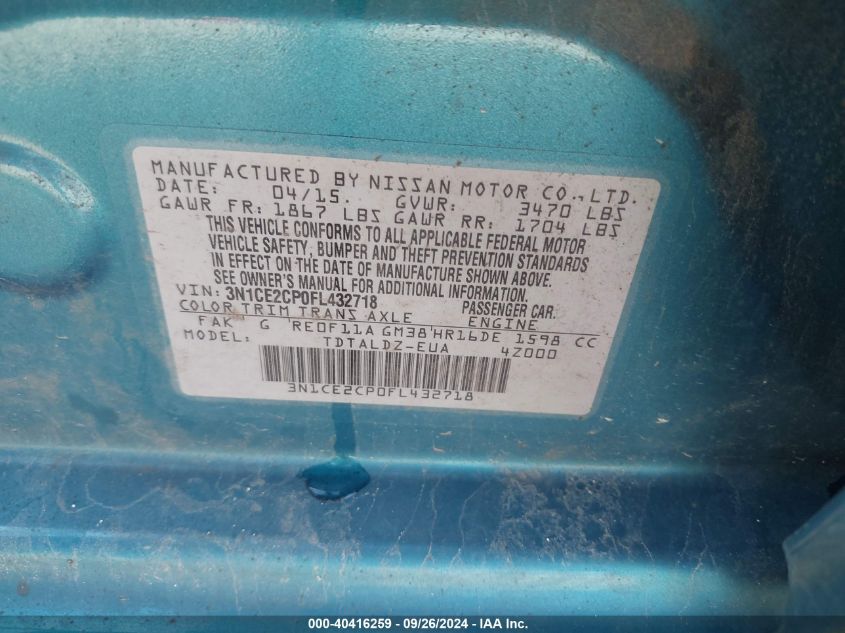 MANUFACTURED BY NISSAN MOTOR CO., LTD.
DATE: 04/15. GVWR: 3470 LBS
GAWR FR: 1867 LBS GAWR RR: 1704 LBS
THIS VEHICLE CONFORMS TO ALL APPLICABLE FEDERAL MOTOR
VEHICLE SAFETY, BUMPER AND THEFT PREVENTION STANDARDS
IN EFFECT ON THE DATE OF MANUFACTURE SHOWN ABOVE.
SEE OWNER'S MANUAL FOR ADDITIONAL INFORMATION.
VIN: 3N1CE2CP0FL432718 PASSENGER CAR.
COLOR TRIM TRANS AXLE ENGINE
FAK G RE0F11A GM38 HR16DE 1598 CC
MODEL: TDTALDZ-EUA 4Z000
3N1CE2CP0FL432718
000-40416259 - 09/26/2024 - IAA Inc.